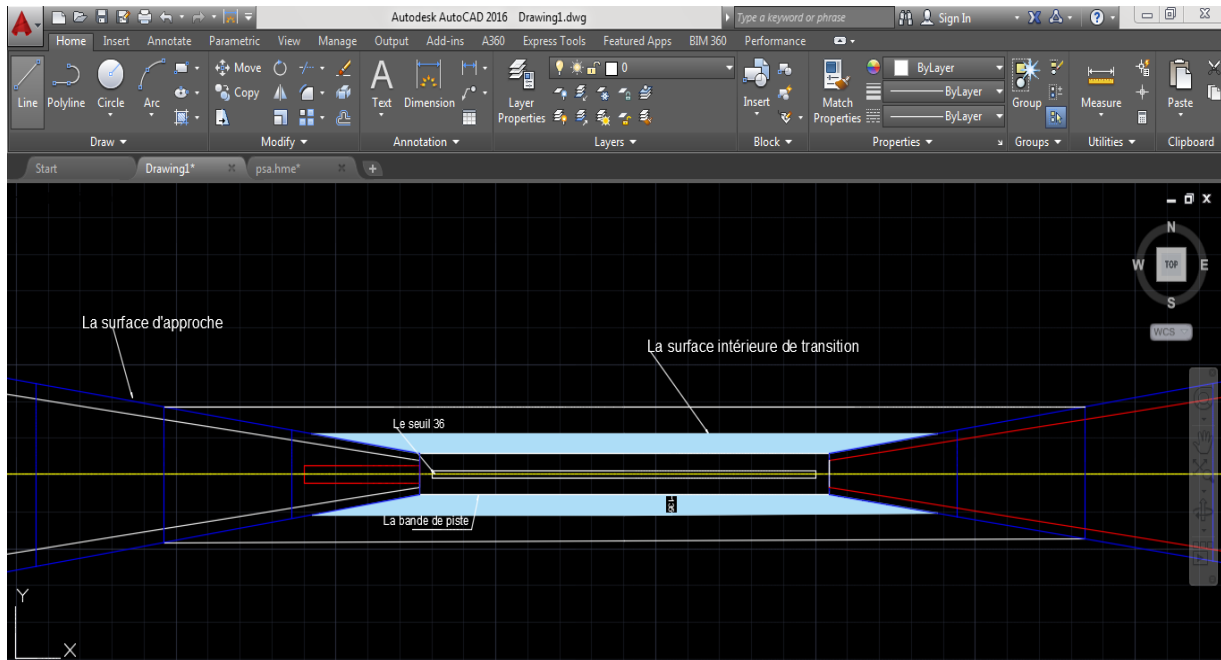 Autodesk AutoCAD 2016 Drawing1.dwg
Type a keyword or phrase
Sign In
Home Insert Annotate Parametric View Manage Output Add-ins A360 Express Tools Featured Apps BIM 360 Performance
Line Polyline Circle Arc
Move
Copy
Text Dimension
Layer Properties
0
Insert
Match Properties
ByLayer
ByLayer
ByLayer
Group
Measure
Paste
Draw Modify Annotation Layers Block Properties Groups Utilities Clipboard
Start Drawing1* psa.hme*
N
W TOP E
S
WCS
La surface d'approche
La surface intérieure de transition
Le seuil 36
La bande de piste
Y
X